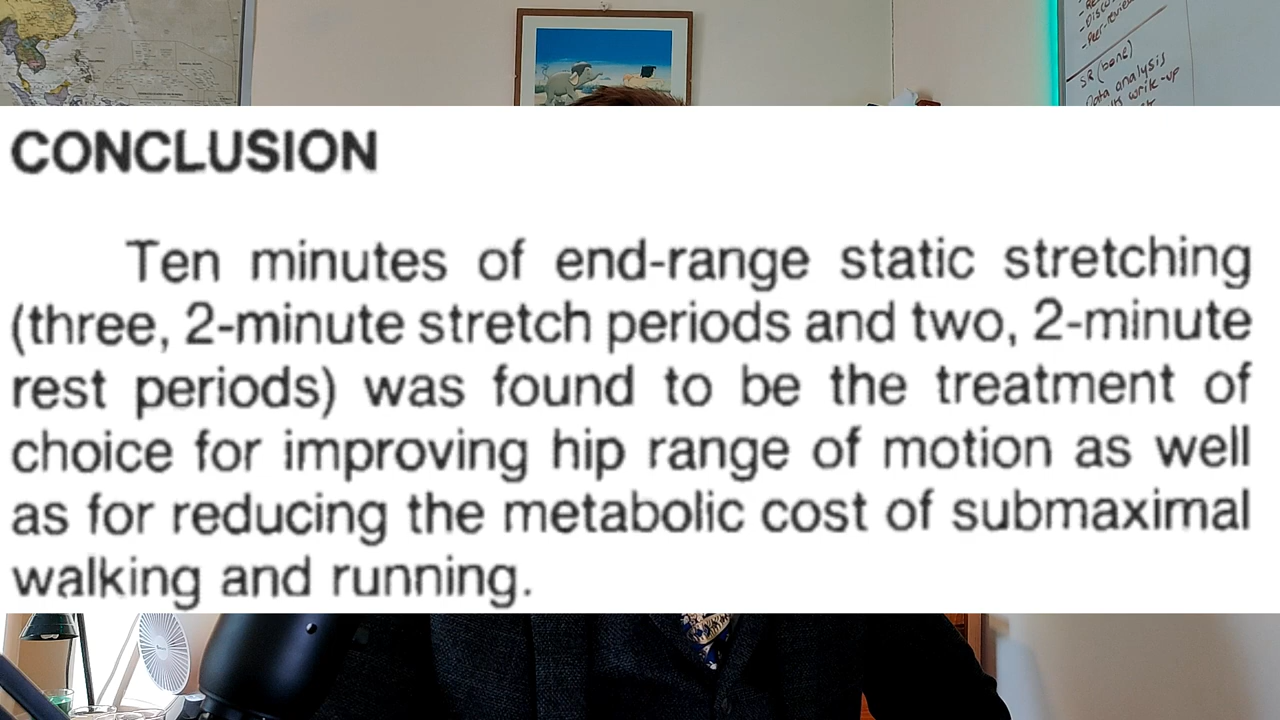 SR (bone)
Data analysis
write-up
CONCLUSION
Ten minutes of end-range static stretching
(three, 2-minute stretch periods and two, 2-minute
rest periods) was found to be the treatment of
choice for improving hip range of motion as well
as for reducing the metabolic cost of submaximal
walking and running.